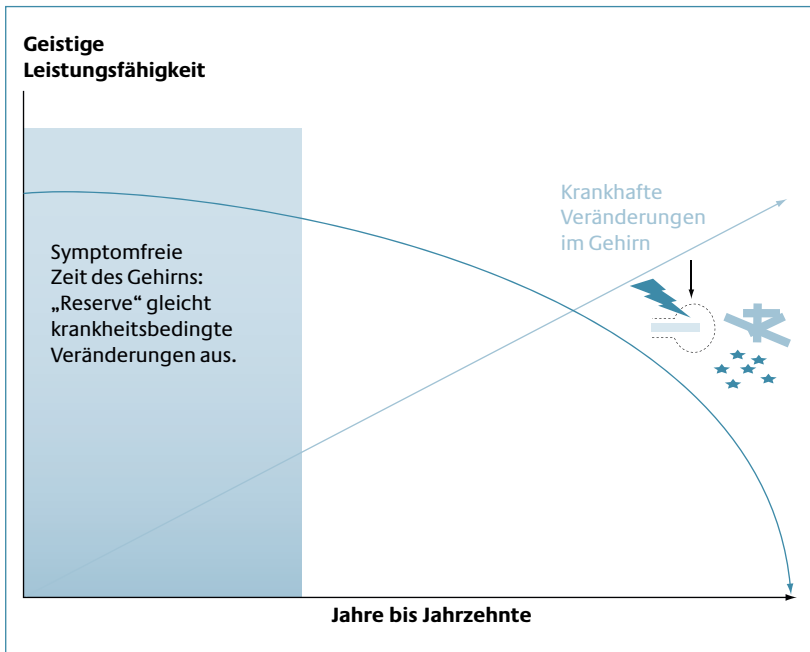 Geistige
Leistungsfähigkeit
Krankhafte
Veränderungen
im Gehirn
Symptomfreie
Zeit des Gehirns:
„Reserve“ gleicht
krankheitsbedingte
Veränderungen aus.
Jahre bis Jahrzehnte